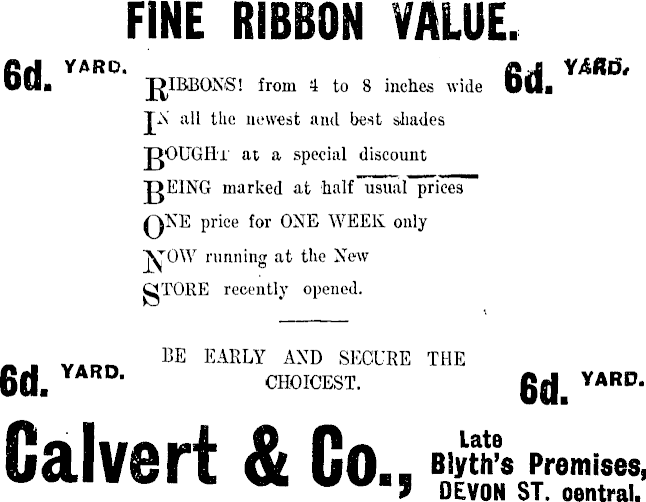 FINE RIBBON VALUE.
6d. YARD.
6d. YARD.
RIBBONS! from 4 to 8 inches wide
IN all the newest and best shades
BOUGHT at a special discount
BEING marked at half usual prices
ONE price for ONE WEEK only
NOW running at the New
STORE recently opened.
BE EARLY AND SECURE THE
CHOICEST.
6d. YARD.
6d. YARD.
Calvert & Co.,
Late
Blyth's Premises,
DEVON ST. central.